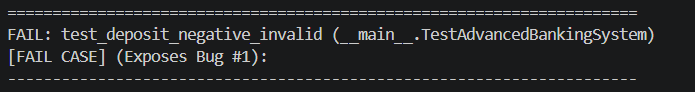 ======================================================================
FAIL: test_deposit_negative_invalid (__main__.TestAdvancedBankingSystem)
[FAIL CASE] (Exposes Bug #1):
----------------------------------------------------------------------